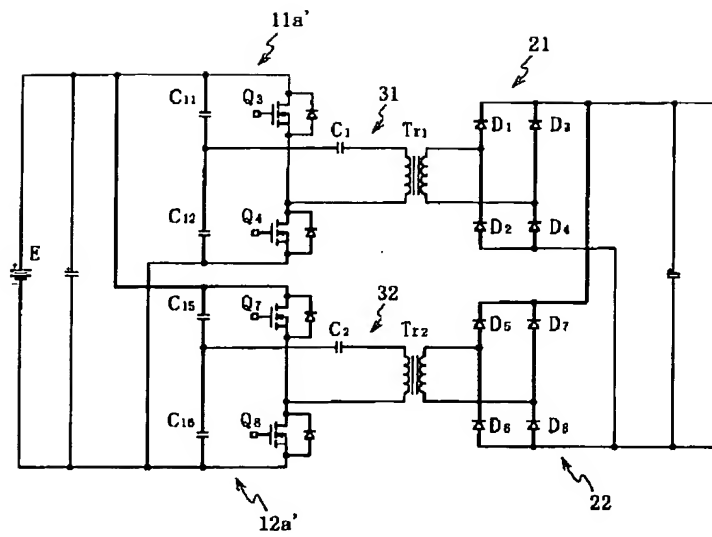 11a'
21
C11
Q3
31
C1
Tr1
D1
D3
C12
Q4
D2
D4
E
C15
Q7
32
C2
Tr2
D5
D7
C16
Q8
D6
D8
12a'
22